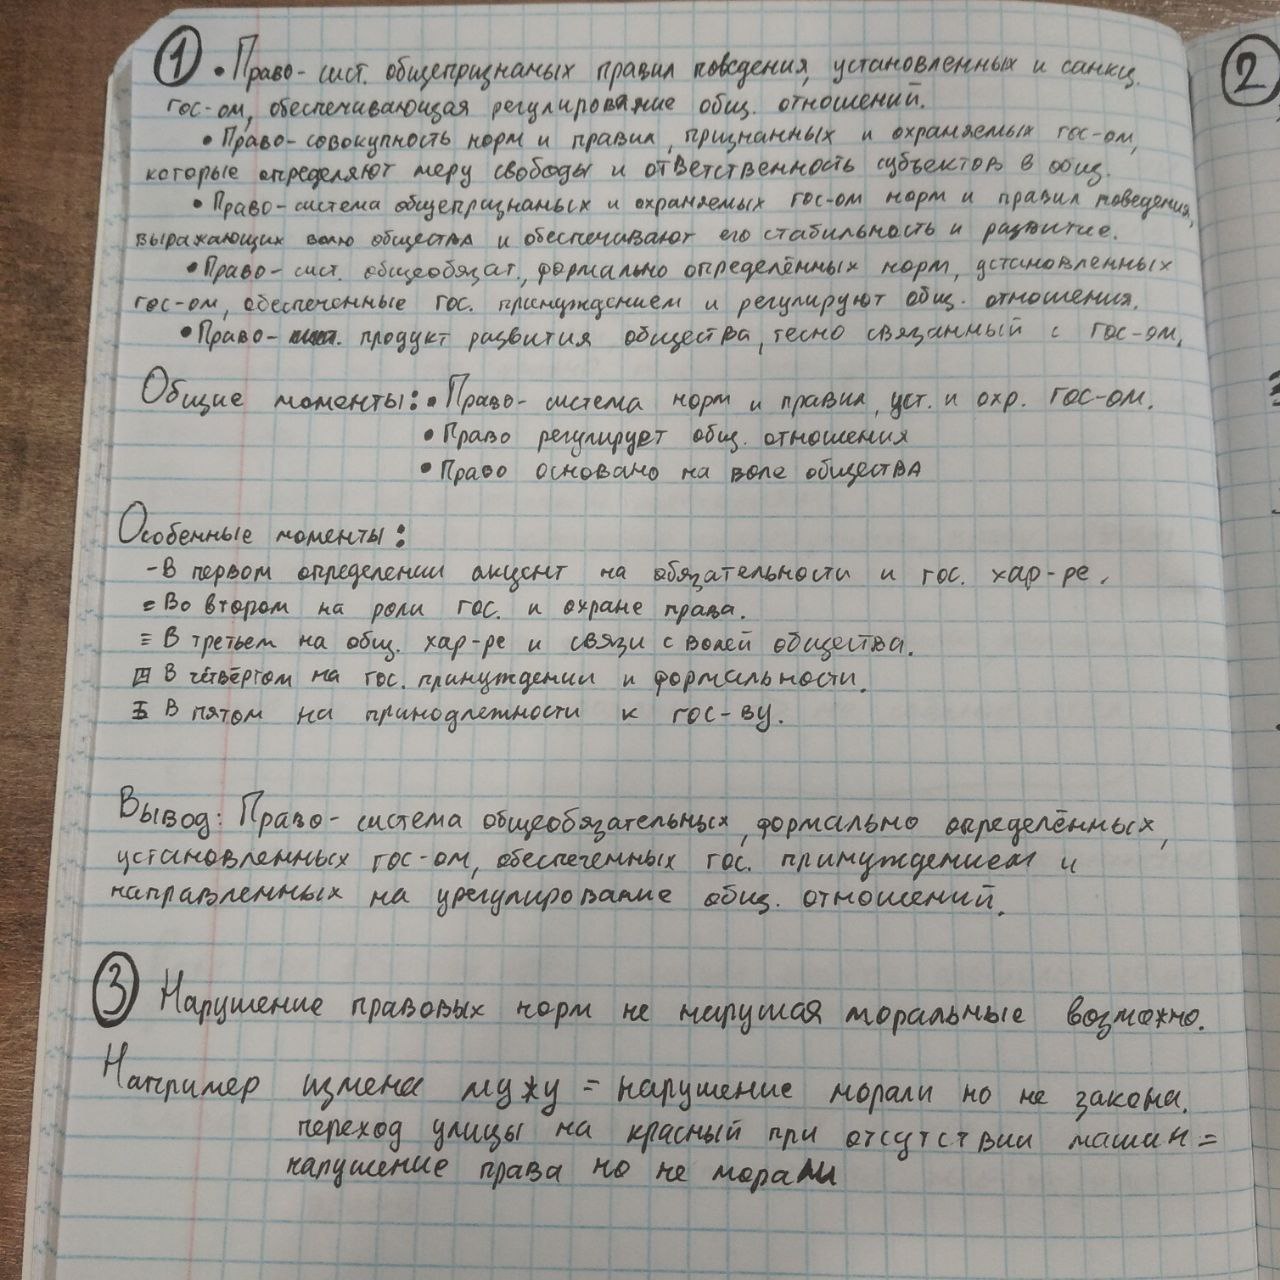 1 • Право- сист. общепризнаных правил поведения, установленных и санкц.
гос-ом, обеспечивающая регулирование общ. отношений.
• Право-совокупность норм и правил, признанных и охраняемых гос-ом,
которые определяют меру свободы и ответственность субъектов в общ.
• Право-система общепризнаных и охраняемых гос-ом норм и правил поведения,
выражающих волю общества и обеспечивают его стабильность и развитие.
• Право- сист. общеобязат., формально определённых норм, установленных
гос-ом, обеспеченные гос. принуждением и регулируют общ. отношения.
• Право- продукт развития общества, тесно связанный с гос-ом.
Общие моменты: • Право- система норм и правил, уст. и охр. гос-ом.
• Право регулирует общ. отношения
• Право основано на воле общества
Особенные моменты:
- В первом определении акцент на обязательности и гос. хар-ре.
= Во втором на роли гос. и охране права.
≡ В третьем на общ. хар-ре и связи с волей общества.
В четвёртом на гос. принуждении и формальности.
В пятом на принодлежности к гос-ву.
Вывод: Право- система общеобязательных, формально определённых,
установленных гос-ом, обеспеченных гос. принуждением и
направленных на урегулирование общ. отношений.
3 Нарушение правовых норм не нарушая моральные возможно.
Например измена мужу = нарушение морали но не закона.
переход улицы на красный при отсутствии машин =
нарушение права но не морали
2